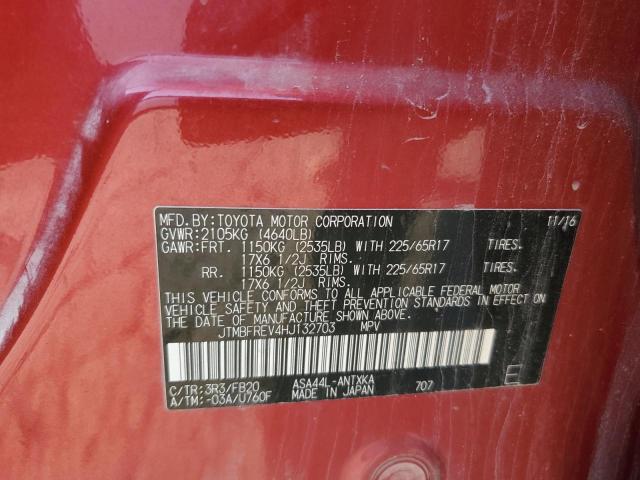 MFD. BY: TOYOTA MOTOR CORPORATION 11/16
GVWR: 2105KG (4640LB)
GAWR: FRT. 1150KG (2535LB) WITH 225/65R17 TIRES.
17X6 1/2J RIMS.
RR. 1150KG (2535LB) WITH 225/65R17 TIRES.
17X6 1/2J RIMS.
THIS VEHICLE CONFORMS TO ALL APPLICABLE FEDERAL MOTOR
VEHICLE SAFETY AND BUMPER STANDARDS IN EFFECT ON
THE DATE OF MANUFACTURE SHOWN ABOVE.
JTMBFREV4HJ132703 MPV
C/TR: 3R3/FB20 ASA44L-ANTXKA 707 E
A/TM: -03A/U760F MADE IN JAPAN